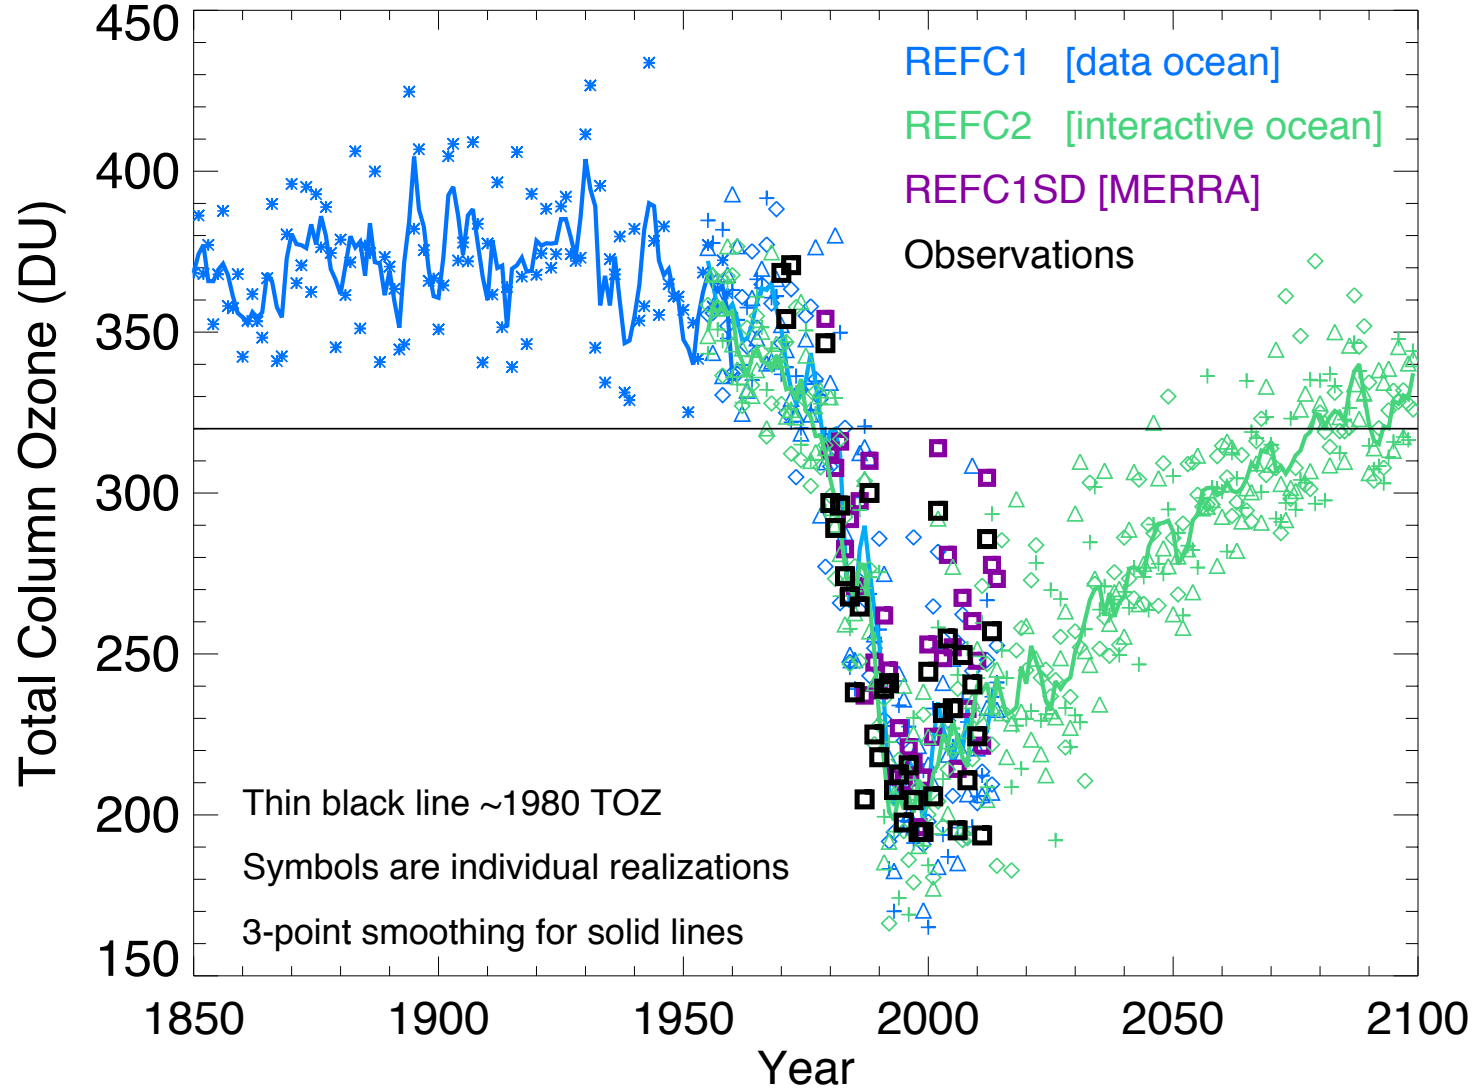 450
400
350
300
250
200
150
Total Column Ozone (DU)
REFC1 [data ocean]
REFC2 [interactive ocean]
REFC1SD [MERRA]
Observations
Thin black line ~1980 TOZ
Symbols are individual realizations
3-point smoothing for solid lines
1850 1900 1950 2000 2050 2100
Year